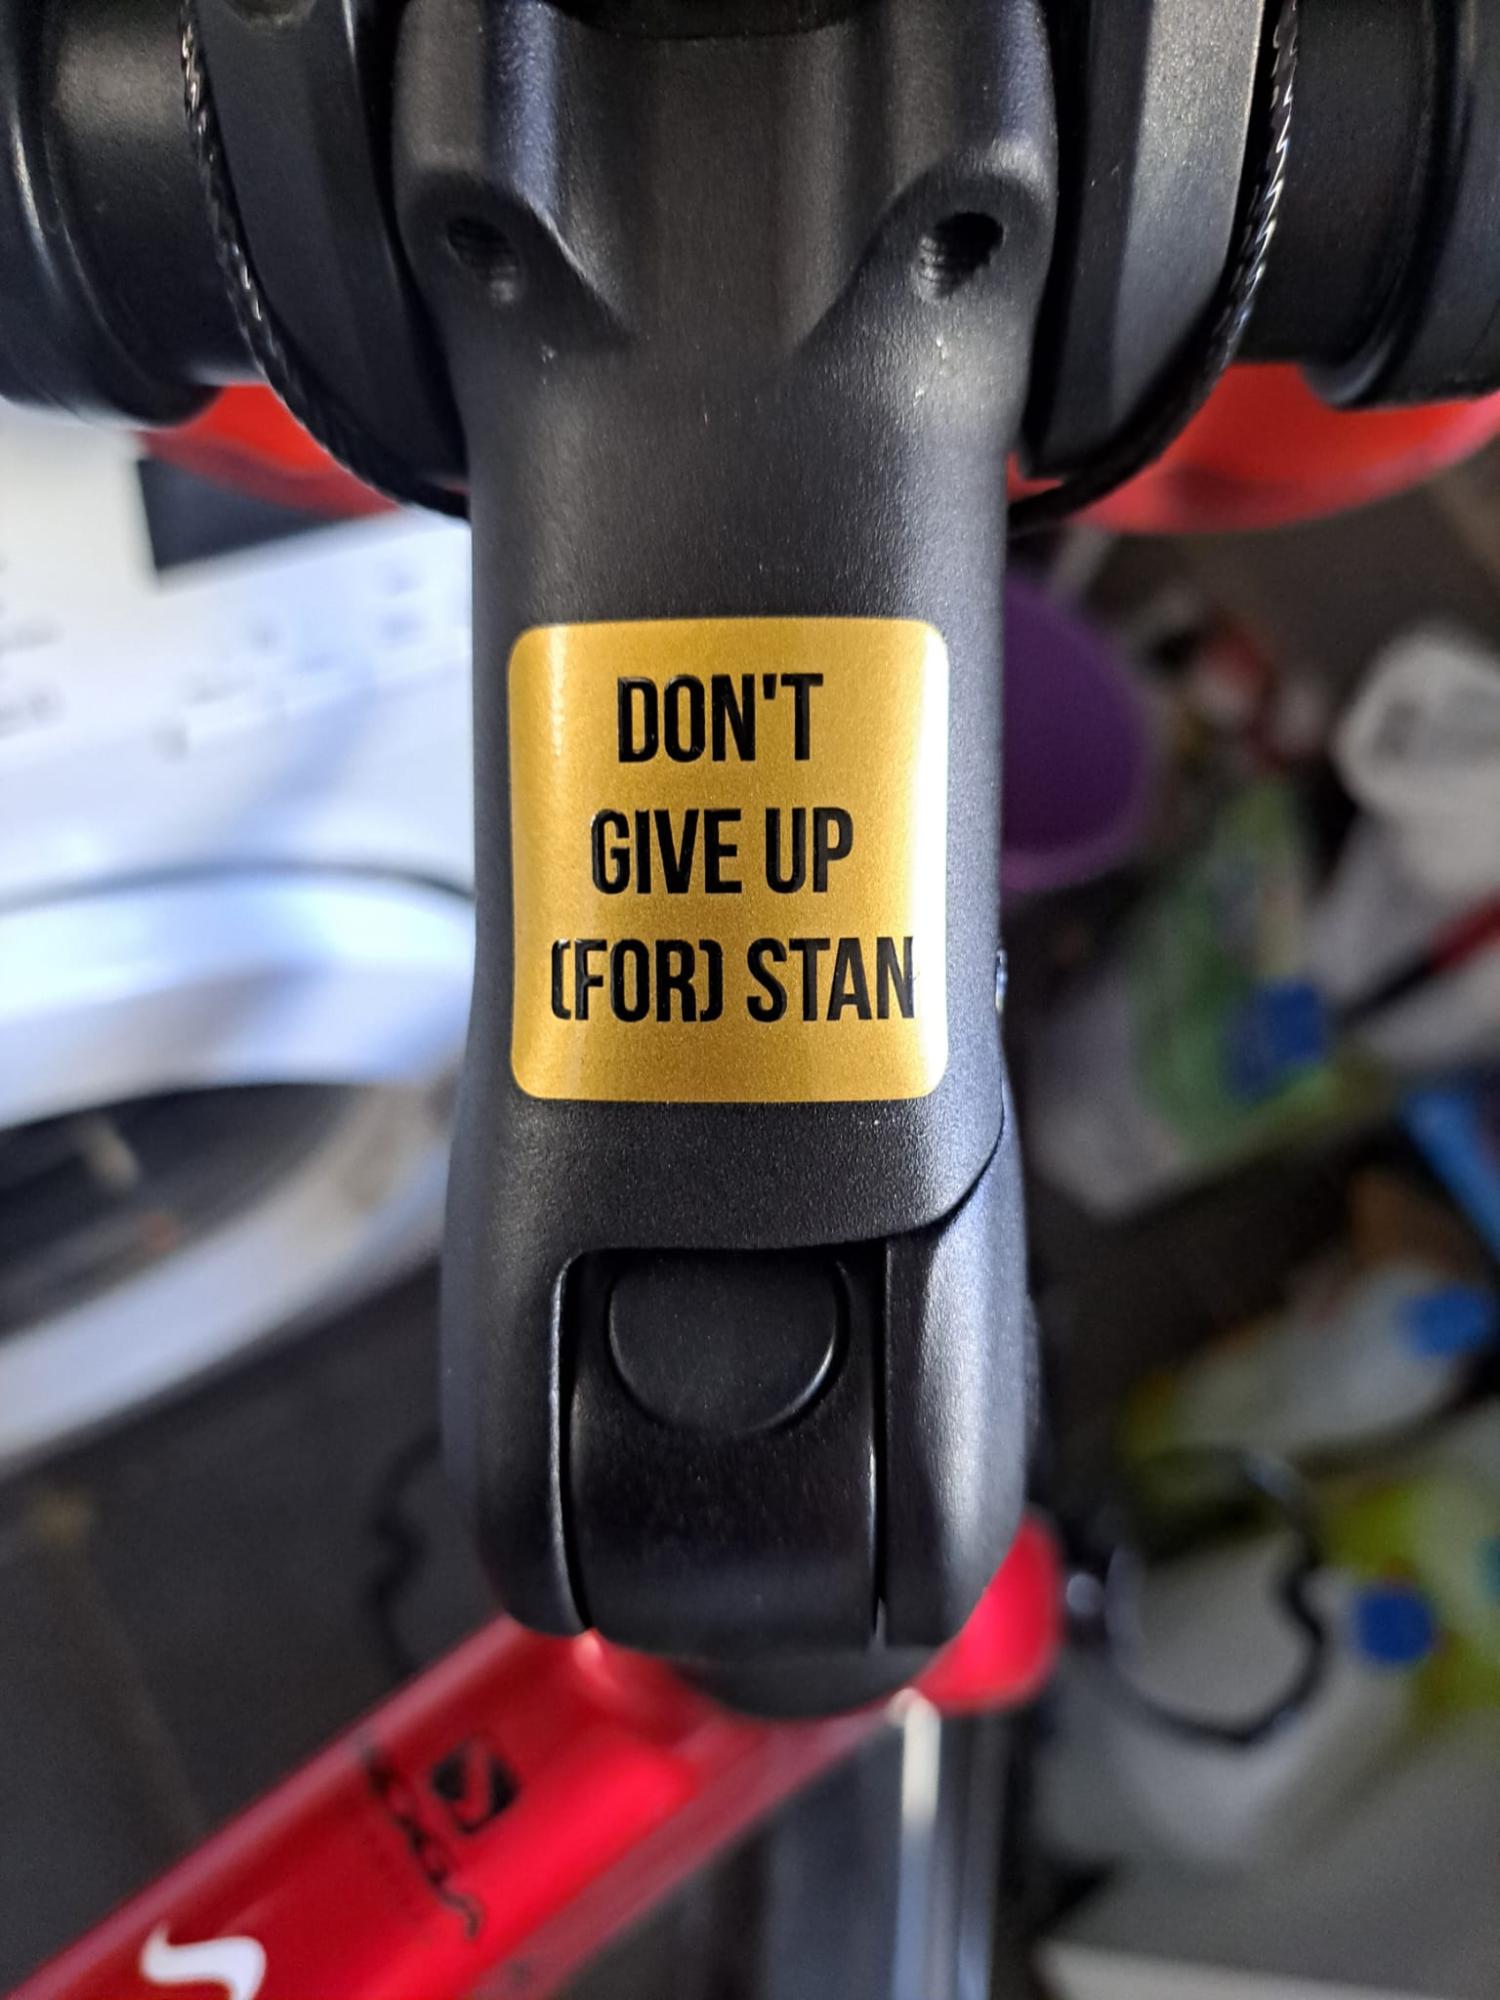 DON'T
GIVE UP
(FOR) STAN
S